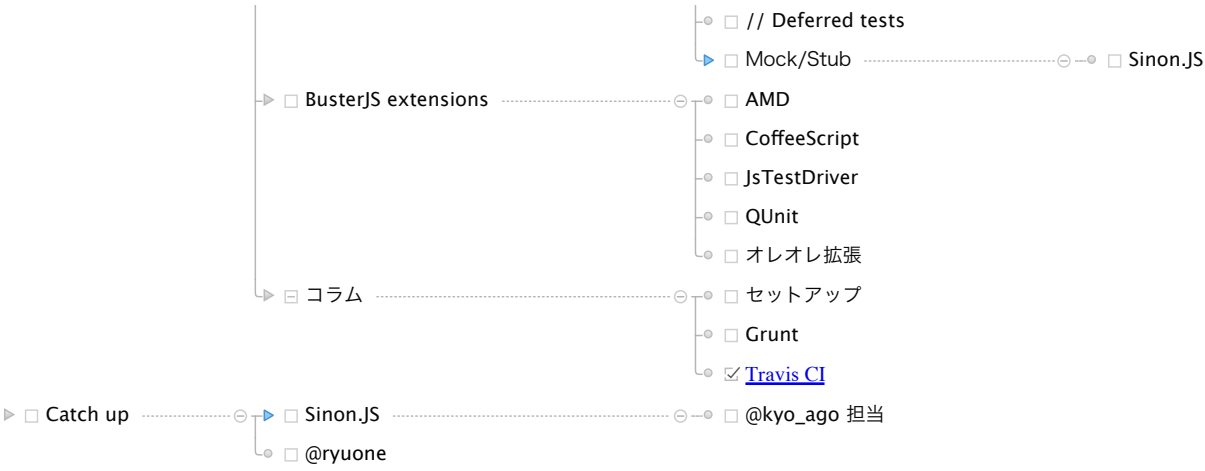 // Deferred tests
Mock/Stub Sinon.JS
BusterJS extensions AMD
CoffeeScript
JsTestDriver
QUnit
オレオレ拡張
コラム セットアップ
Grunt
Travis CI
Catch up Sinon.JS @kyo_ago 担当
@ryuone